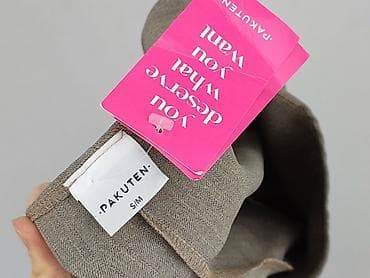 PAKUTEN
you
deserve
what
you
want
·PAKUTEN·
S/M